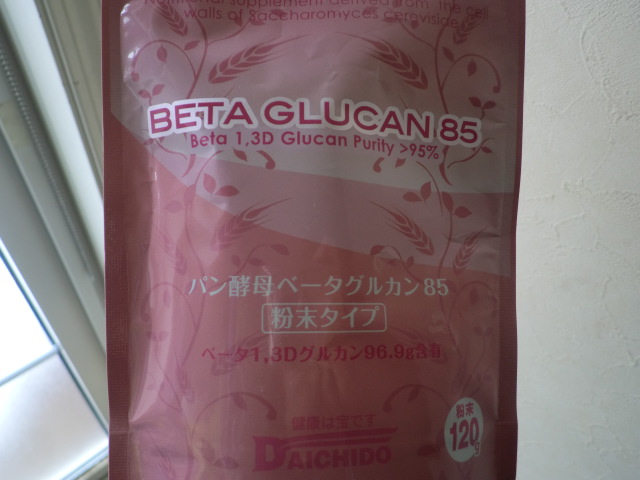 Nutritional Supplement derived from the cell
walls of Saccharomyces cerevisiae
BETA GLUCAN 85
Beta 1,3D Glucan Purity >95%
パン酵母ベータグルカン85
粉末タイプ
ベータ1,3Dグルカン96.9g含有
健康は宝です
DAICHIDO
粉末
120g